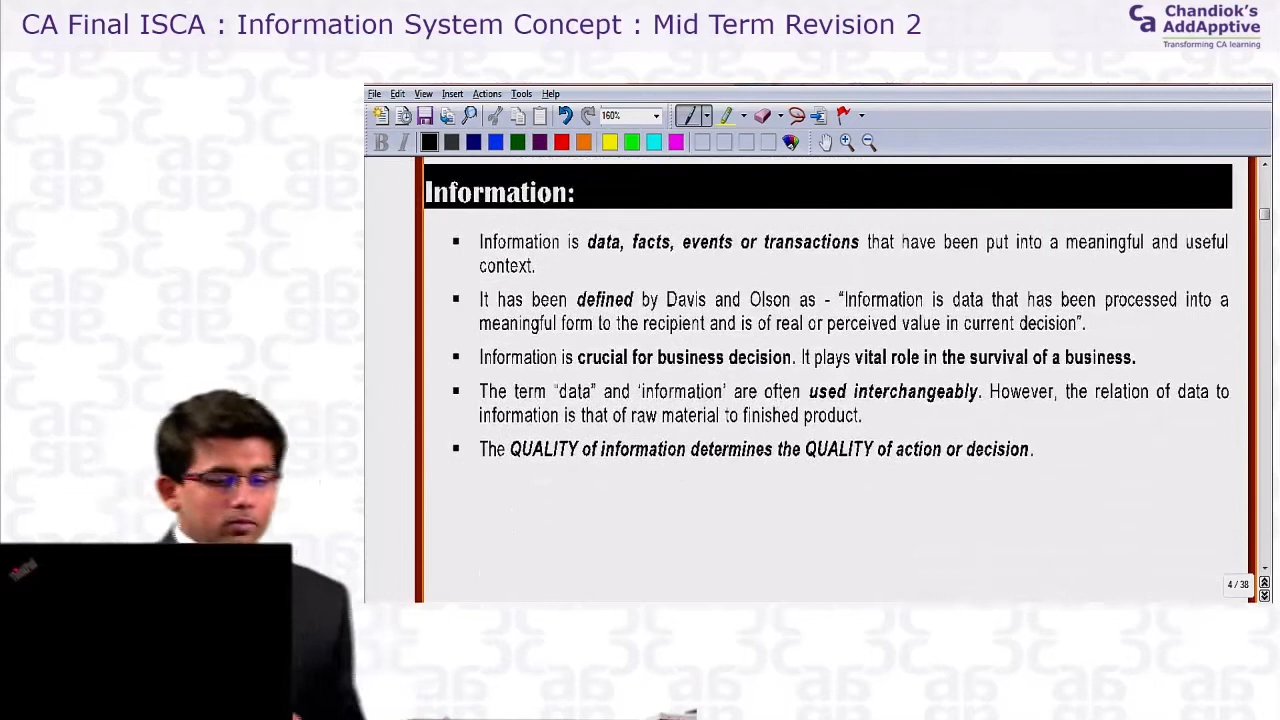 CA Final ISCA : Information System Concept : Mid Term Revision 2
Ca Chandiok's
AddApptive
Transforming CA learning
File Edit View Insert Actions Tools Help
160%
B I
Information:
▪ Information is data, facts, events or transactions that have been put into a meaningful and useful
context.
▪ It has been defined by Davis and Olson as - “Information is data that has been processed into a
meaningful form to the recipient and is of real or perceived value in current decision”.
▪ Information is crucial for business decision. It plays vital role in the survival of a business.
▪ The term “data” and ‘information’ are often used interchangeably. However, the relation of data to
information is that of raw material to finished product.
▪ The QUALITY of information determines the QUALITY of action or decision.
4 / 38